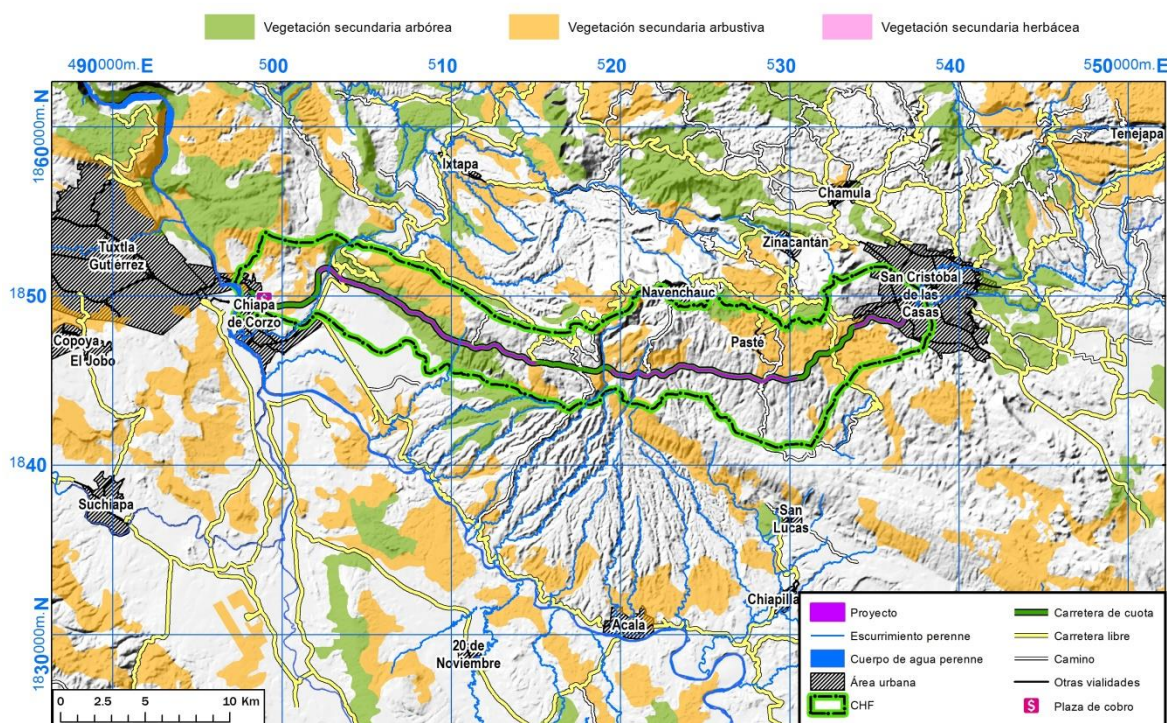 Vegetación secundaria arbórea
Vegetación secundaria arbustiva
Vegetación secundaria herbácea
490000m. E
500
510
520
530
540
550000m. E
1860000m. N
1850
1840
1830000m. N
Tenejapa
Ixtapa
Chamula
Tuxtla
Gutiérrez
Zinacantán
San Cristóbal
de las
Casas
Navenchauc
Chiapa
de Corzo
Copoya
El Jobo
Pasté
Suchiapa
San
Lucas
Chiapilla
Acala
20 de
Noviembre
0 2.5 5 10 Km
Proyecto
Escurrimiento perenne
Cuerpo de agua perenne
Área urbana
CHF
Carretera de cuota
Carretera libre
Camino
Otras vialidades
$ Plaza de cobro